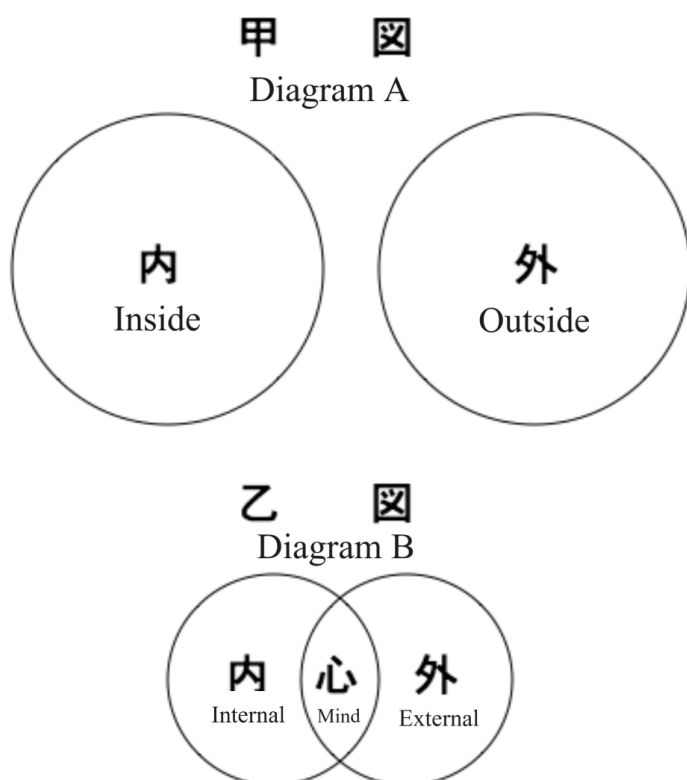 甲 図
Diagram A
内 外
Inside Outside
乙 図
Diagram B
内 心 外
Internal Mind External